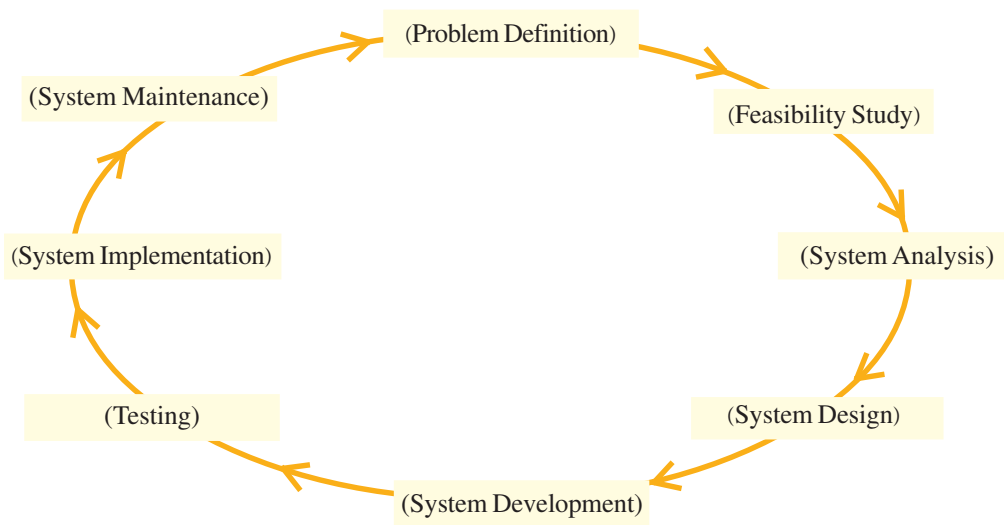 (Problem Definition)
(Feasibility Study)
(System Analysis)
(System Design)
(System Development)
(Testing)
(System Implementation)
(System Maintenance)